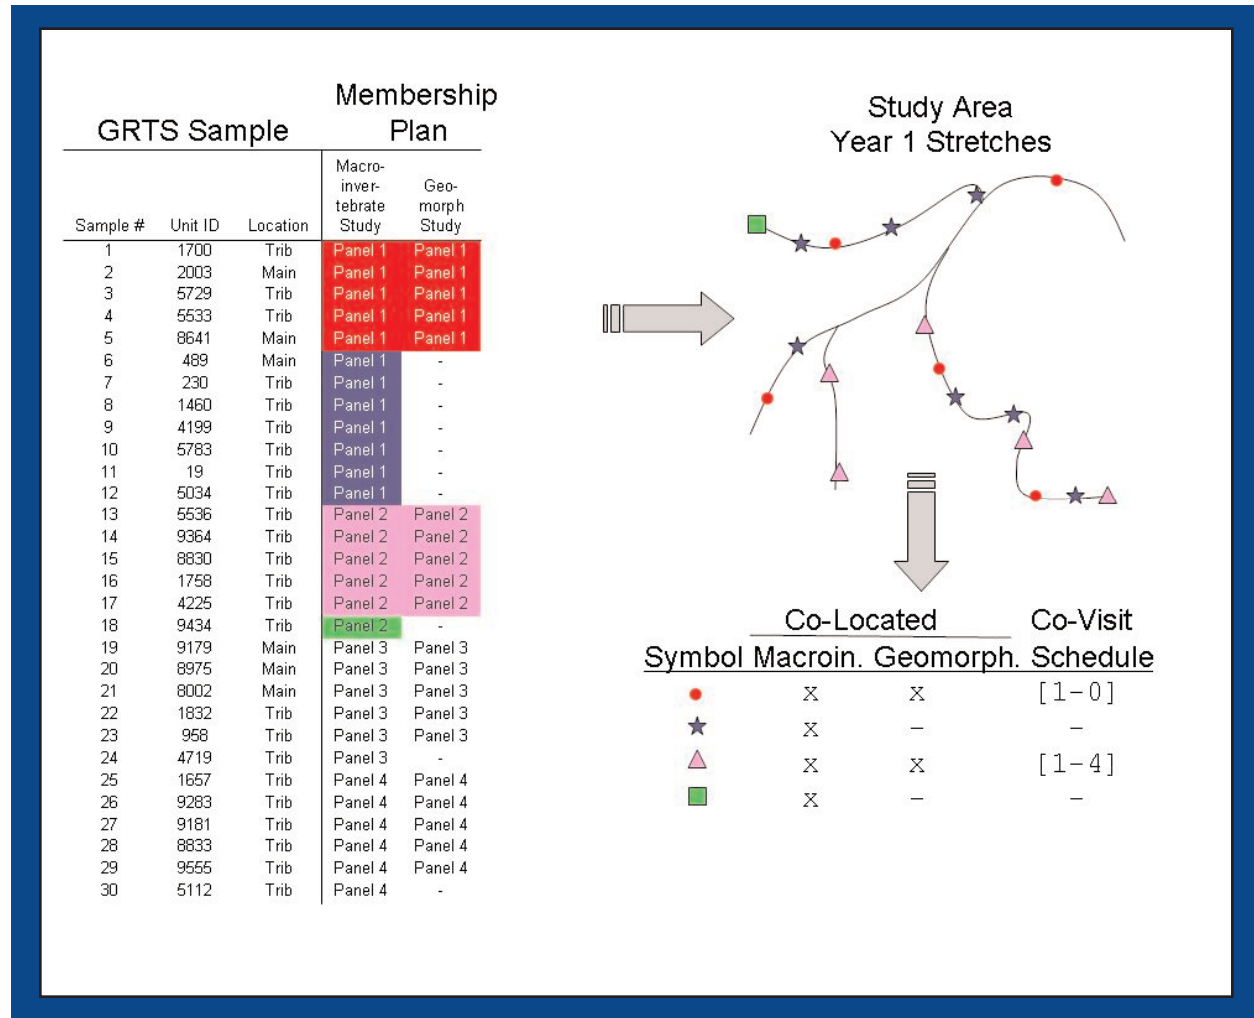 Membership
GRTS Sample Plan
Macro-
inver-
tebrate
Study
Geo-
morph
Study
Sample # Unit ID Location
1 1700 Trib Panel 1 Panel 1
2 2003 Main Panel 1 Panel 1
3 5729 Trib Panel 1 Panel 1
4 5533 Trib Panel 1 Panel 1
5 8641 Main Panel 1 Panel 1
6 489 Main Panel 1 -
7 230 Trib Panel 1 -
8 1460 Trib Panel 1 -
9 4199 Trib Panel 1 -
10 5783 Trib Panel 1 -
11 19 Trib Panel 1 -
12 5034 Trib Panel 1 -
13 5536 Trib Panel 2 Panel 2
14 9364 Trib Panel 2 Panel 2
15 8830 Trib Panel 2 Panel 2
16 1758 Trib Panel 2 Panel 2
17 4225 Trib Panel 2 Panel 2
18 9434 Trib Panel 2 -
19 9179 Main Panel 3 Panel 3
20 8975 Main Panel 3 Panel 3
21 8002 Main Panel 3 Panel 3
22 1832 Trib Panel 3 Panel 3
23 958 Trib Panel 3 Panel 3
24 4719 Trib Panel 3 -
25 1657 Trib Panel 4 Panel 4
26 9283 Trib Panel 4 Panel 4
27 9181 Trib Panel 4 Panel 4
28 8833 Trib Panel 4 Panel 4
29 9555 Trib Panel 4 Panel 4
30 5112 Trib Panel 4 -
Study Area
Year 1 Stretches
Co-Located Co-Visit
Symbol Macroin. Geomorph. Schedule
x x [1-0]
x - -
x x [1-4]
x - -